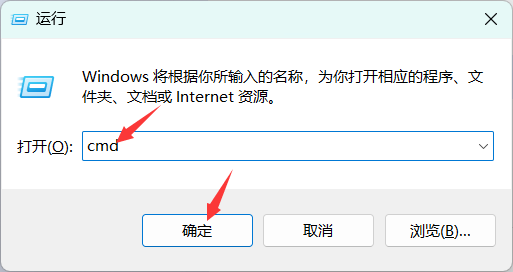 运行
Windows 将根据你所输入的名称，为你打开相应的程序、文
件夹、文档或 Internet 资源。
打开(O): cmd
确定 取消 浏览(B)...